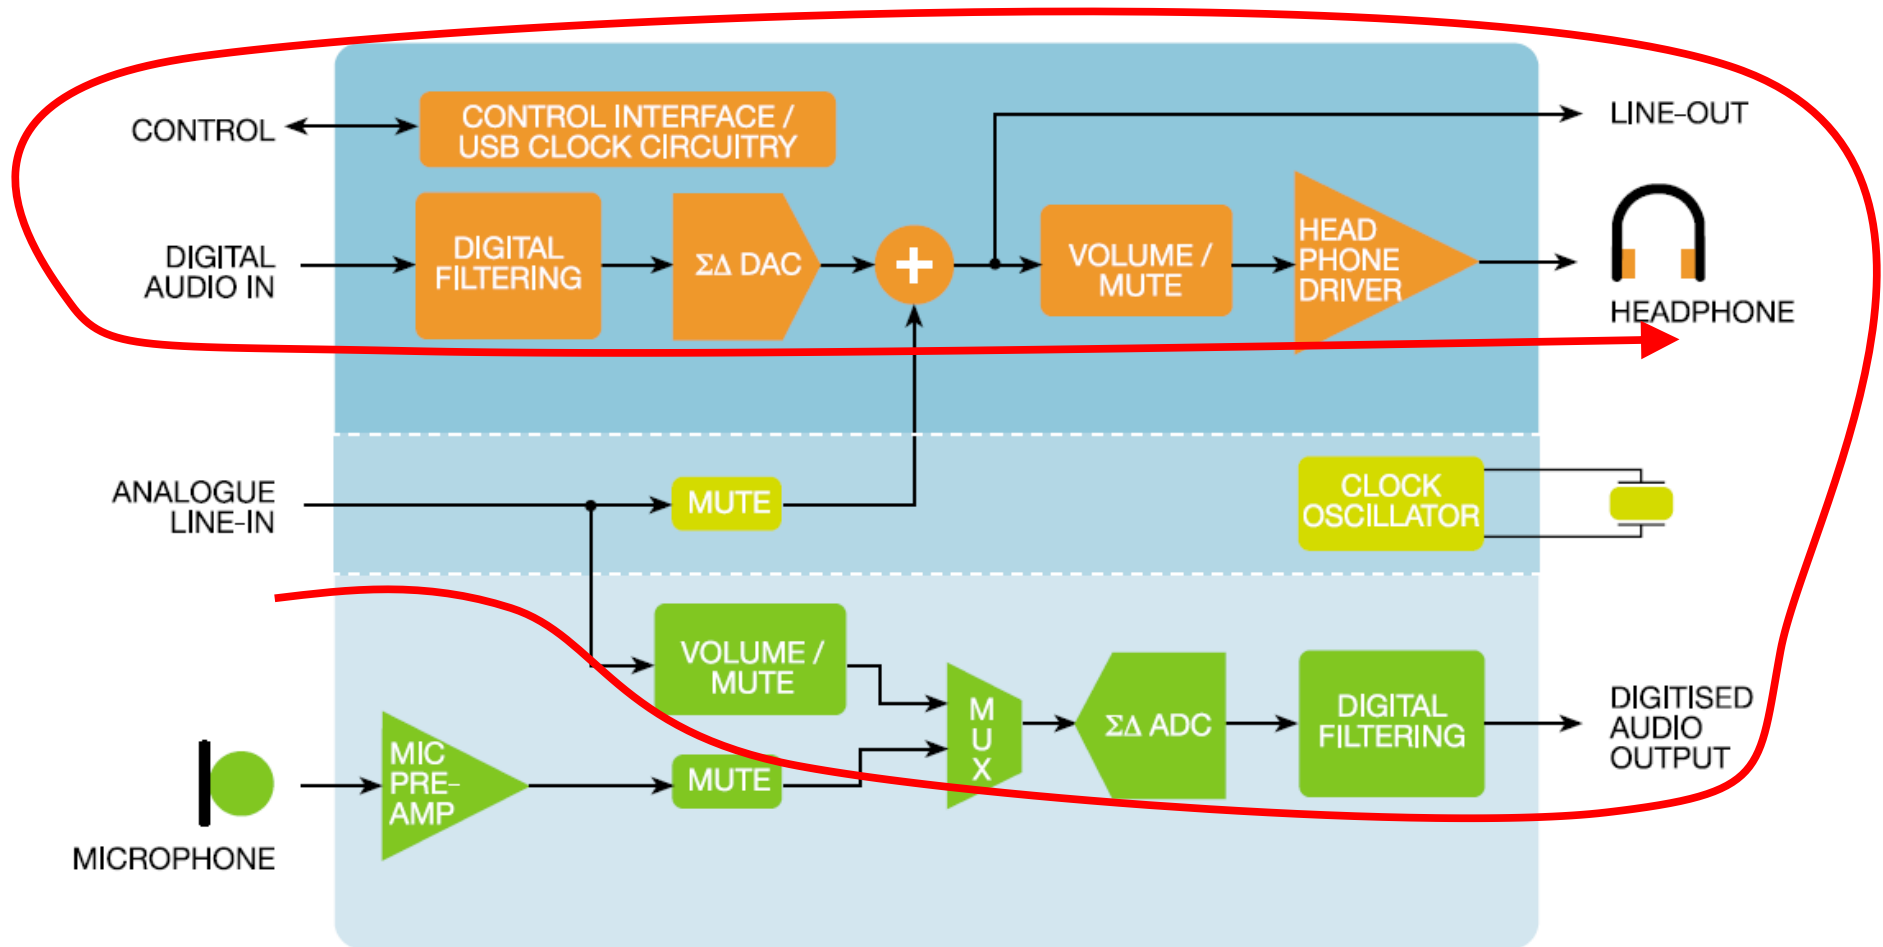 CONTROL
CONTROL INTERFACE /
USB CLOCK CIRCUITRY
LINE-OUT
DIGITAL
AUDIO IN
DIGITAL
FILTERING
ΣΔ DAC
+
VOLUME /
MUTE
HEAD
PHONE
DRIVER
HEADPHONE
ANALOGUE
LINE-IN
MUTE
CLOCK
OSCILLATOR
VOLUME /
MUTE
MICROPHONE
MIC
PRE-
AMP
MUTE
M
U
X
ΣΔ ADC
DIGITAL
FILTERING
DIGITISED
AUDIO
OUTPUT